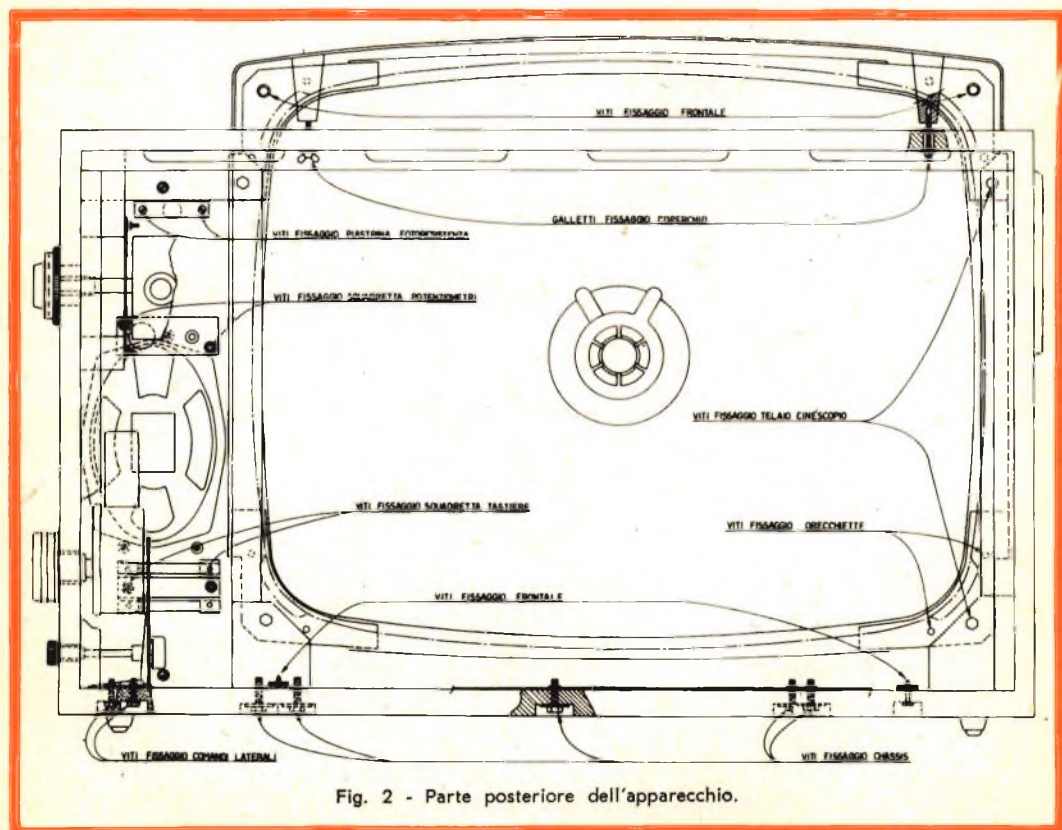 VITI FISSAGGIO FRONTALE
GALLETTI FISSAGGIO COPERCHIO
VITI FISSAGGIO PIASTRINA FOTORESISTENZA
VITI FISSAGGIO SQUADRETTA POTENZIOMETRI
VITI FISSAGGIO TELAIO CINESCOPIO
VITI FISSAGGIO SQUADRETTA TASTIERE
VITI FISSAGGIO ORECCHIETTE
VITI FISSAGGIO FRONTALE
VITI FISSAGGIO COMANDI LATERALI
VITI FISSAGGIO CHASSIS
Fig. 2 - Parte posteriore dell'apparecchio.